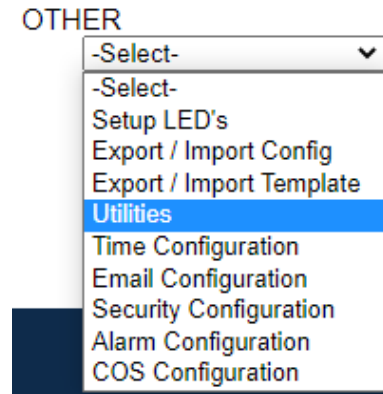 OTHER
-Select-
-Select-
Setup LED's
Export / Import Config
Export / Import Template
Utilities
Time Configuration
Email Configuration
Security Configuration
Alarm Configuration
COS Configuration